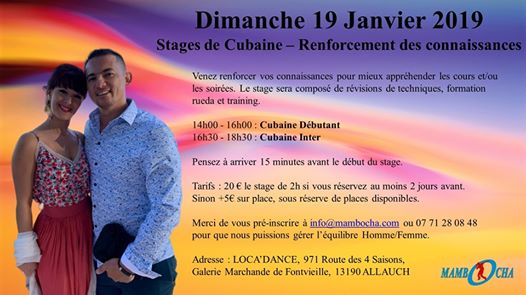 Dimanche 19 Janvier 2019
Stages de Cubaine – Renforcement des connaissances
Venez renforcer vos connaissances pour mieux appréhender les cours et/ou
les soirées. Le stage sera composé de révisions de techniques, formation
rueda et training.
14h00 - 16h00 : Cubaine Débutant
16h30 - 18h30 : Cubaine Inter
Pensez à arriver 15 minutes avant le début du stage.
Tarifs : 20 € le stage de 2h si vous réservez au moins 2 jours avant.
Sinon +5€ sur place, sous réserve de places disponibles.
Merci de vous pré-inscrire à info@mambocha.com ou 07 71 28 08 48
pour que nous puissions gérer l'équilibre Homme/Femme.
Adresse : LOCA'DANCE, 971 Route des 4 Saisons,
Galerie Marchande de Fontvieille, 13190 ALLAUCH
MAMBOCHA